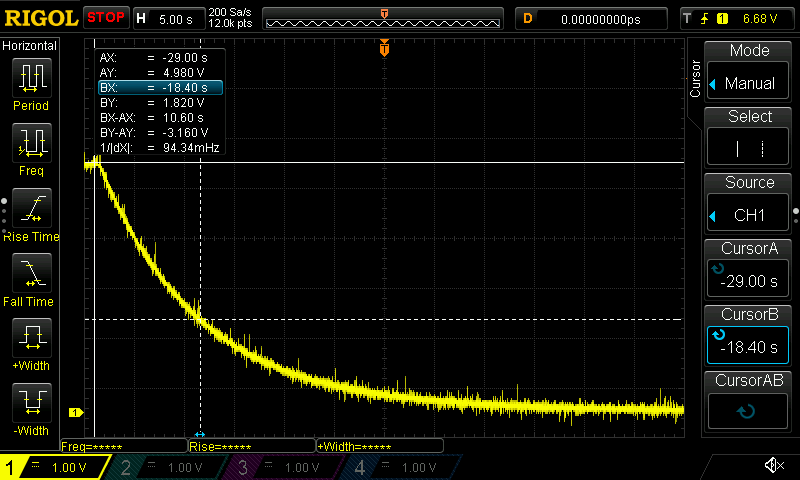 RIGOL STOP H 5.00 s 200 Sa/s 12.0k pts T D 0.00000000ps T 1 6.68 V
Horizontal
Period
Freq
Rise Time
Fall Time
+Width
-Width
T
AX: = -29.00 s
AY: = 4.980 V
BX: = -18.40 s
BY: = 1.820 V
BX-AX: = 10.60 s
BY-AY: = -3.160 V
1/|dX|: = 94.34mHz
1
Cursor
Mode
Manual
Select
Source
CH1
CursorA
-29.00 s
CursorB
-18.40 s
CursorAB
Freq=***** Rise=***** +Width=*****
1 = 1.00 V 2 = 1.00 V 3 = 1.00 V 4 = 1.00 V